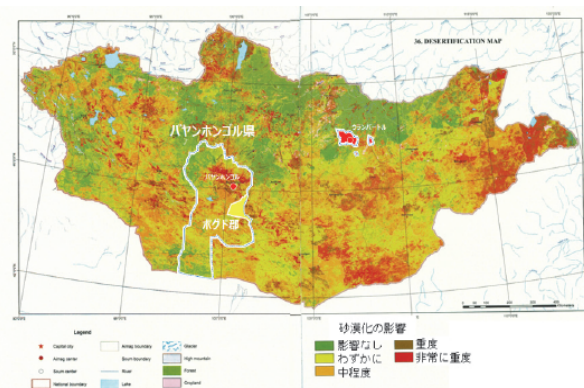 36. DESERTIFICATION MAP
バヤンホンゴル県
ウランバートル
バヤンホンゴル
ボグド郡
Legend
Capital city
Aimag center
Soum center
National boundary
Aimag boundary
Soum boundary
River
Lake
Glacier
High mountain
Forest
Cropland
砂漠化の影響
影響なし
わずかに
中程度
重度
非常に重度